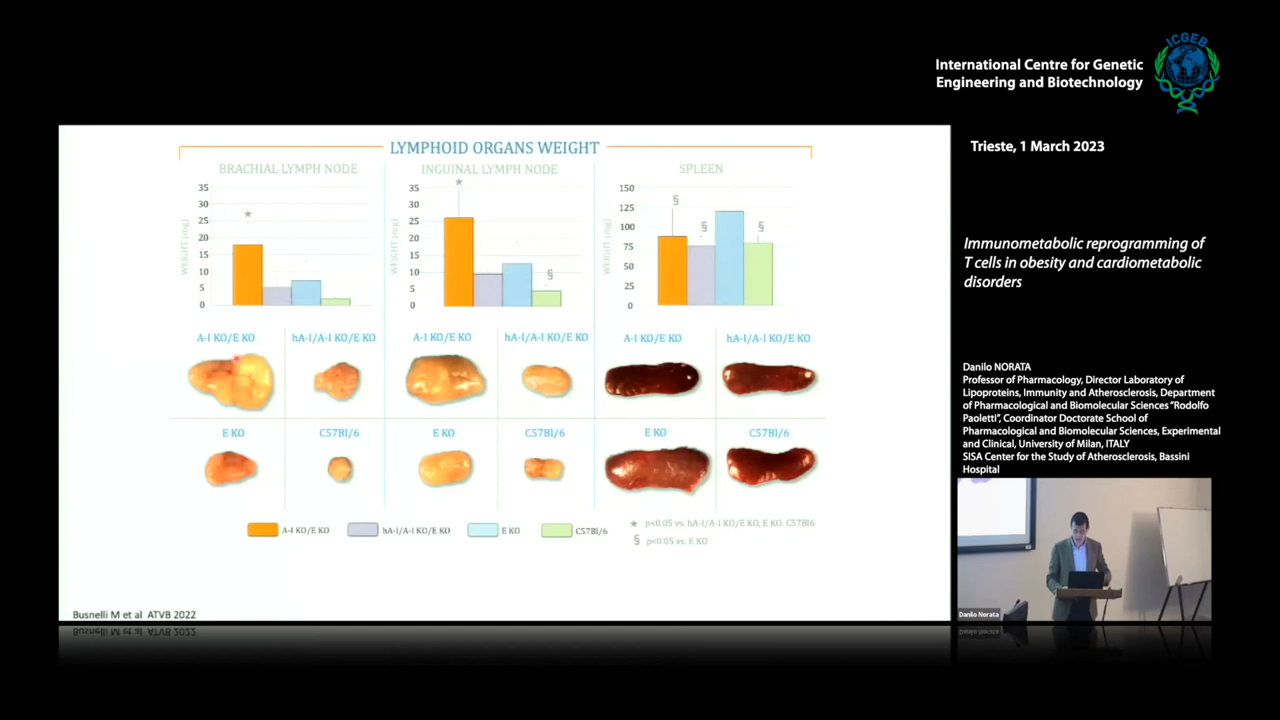 ICGEB
International Centre for Genetic
Engineering and Biotechnology
Trieste, 1 March 2023
LYMPHOID ORGANS WEIGHT
BRACHIAL LYMPH NODE
INGUINAL LYMPH NODE
SPLEEN
WEIGHT [mg]
35
30
25
20
15
10
5
0
*
WEIGHT [mg]
35
30
25
20
15
10
5
0
*
§
WEIGHT [mg]
150
125
100
75
50
25
0
§
§
§
A-I KO/E KO
hA-I/A-I KO/E KO
A-I KO/E KO
hA-I/A-I KO/E KO
A-I KO/E KO
hA-I/A-I KO/E KO
E KO
C57Bl/6
E KO
C57Bl/6
E KO
C57Bl/6
A-I KO/E KO
hA-I/A-I KO/E KO
E KO
C57Bl/6
* p<0.05 vs. hA-I/A-I KO/E KO, E KO, C57Bl6
§ p<0.05 vs. E KO
Busnelli M et al ATVB 2022
Immunometabolic reprogramming of
T cells in obesity and cardiometabolic
disorders
Danilo NORATA
Professor of Pharmacology, Director Laboratory of
Lipoproteins, Immunity and Atherosclerosis, Department
of Pharmacological and Biomolecular Sciences "Rodolfo
Paoletti", Coordinator Doctorate School of
Pharmacological and Biomolecular Sciences, Experimental
and Clinical, University of Milan, ITALY
SISA Center for the Study of Atherosclerosis, Bassini
Hospital
Danilo Norata